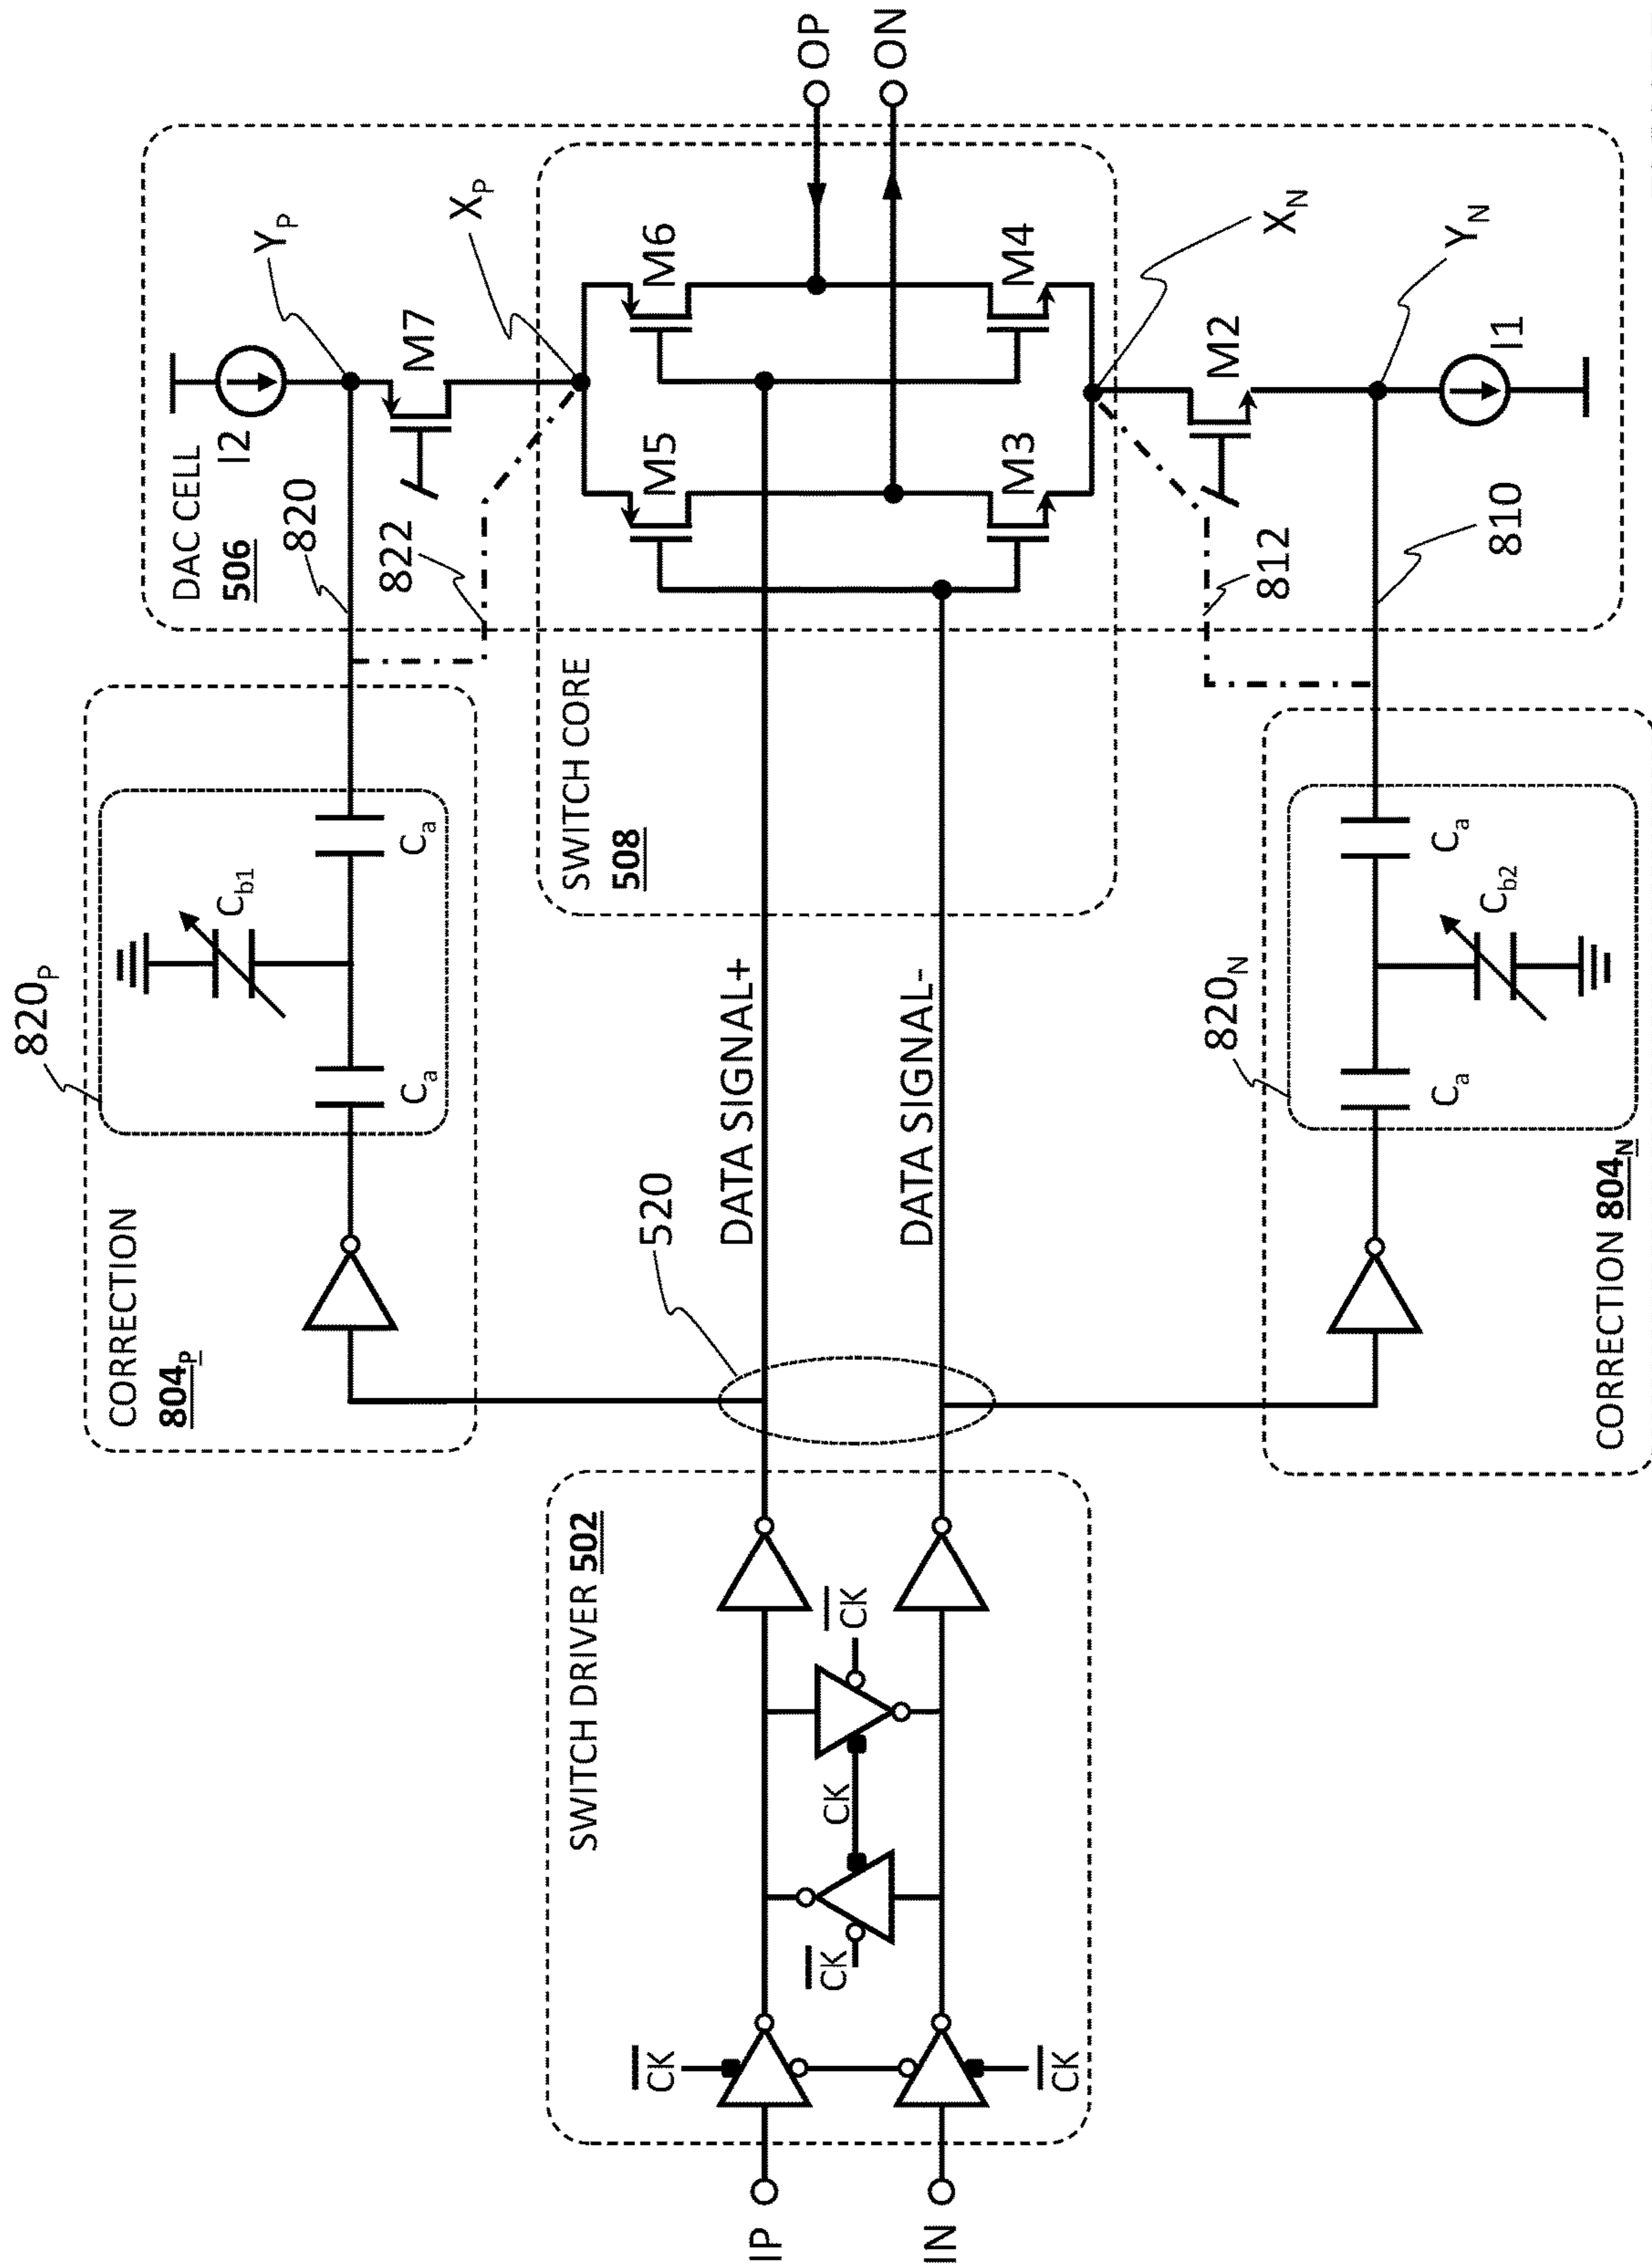 820P
CORRECTION
804P
Cb1
Ca
Ca
DAC CELL
506
I2
YP
820
822
M7
XP
SWITCH DRIVER 502
520
SWITCH CORE
508
M5
M6
IP
IN
CK
CK
CK
CK
CK
DATA SIGNAL+
DATA SIGNAL-
OP
ON
M3
M4
XN
812
M2
YN
810
I1
820N
Ca
Ca
Cb2
CORRECTION 804N